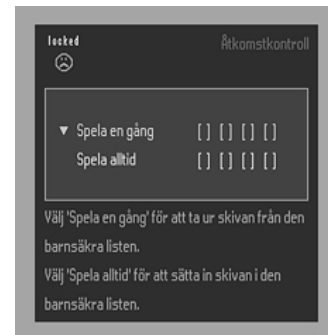 locked
Åtkomstkontroll
▼ Spela en gång [ ] [ ] [ ] [ ]
Spela alltid [ ] [ ] [ ] [ ]
Välj 'Spela en gång' för att ta ur skivan från den
barnsäkra listen.
Välj 'Spela alltid' för att sätta in skivan i den
barnsäkra listen.